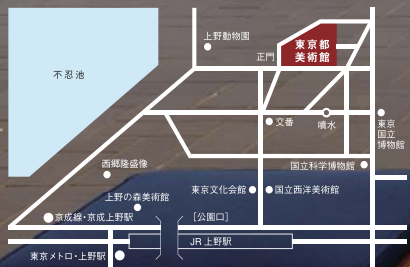 上野動物園
正門
東京都
美術館
不忍池
交番
噴水
東京
国立
博物館
国立科学博物館
西郷隆盛像
上野の森美術館
東京文化会館
国立西洋美術館
京成線・京成上野駅
［公園口］
JR上野駅
東京メトロ・上野駅